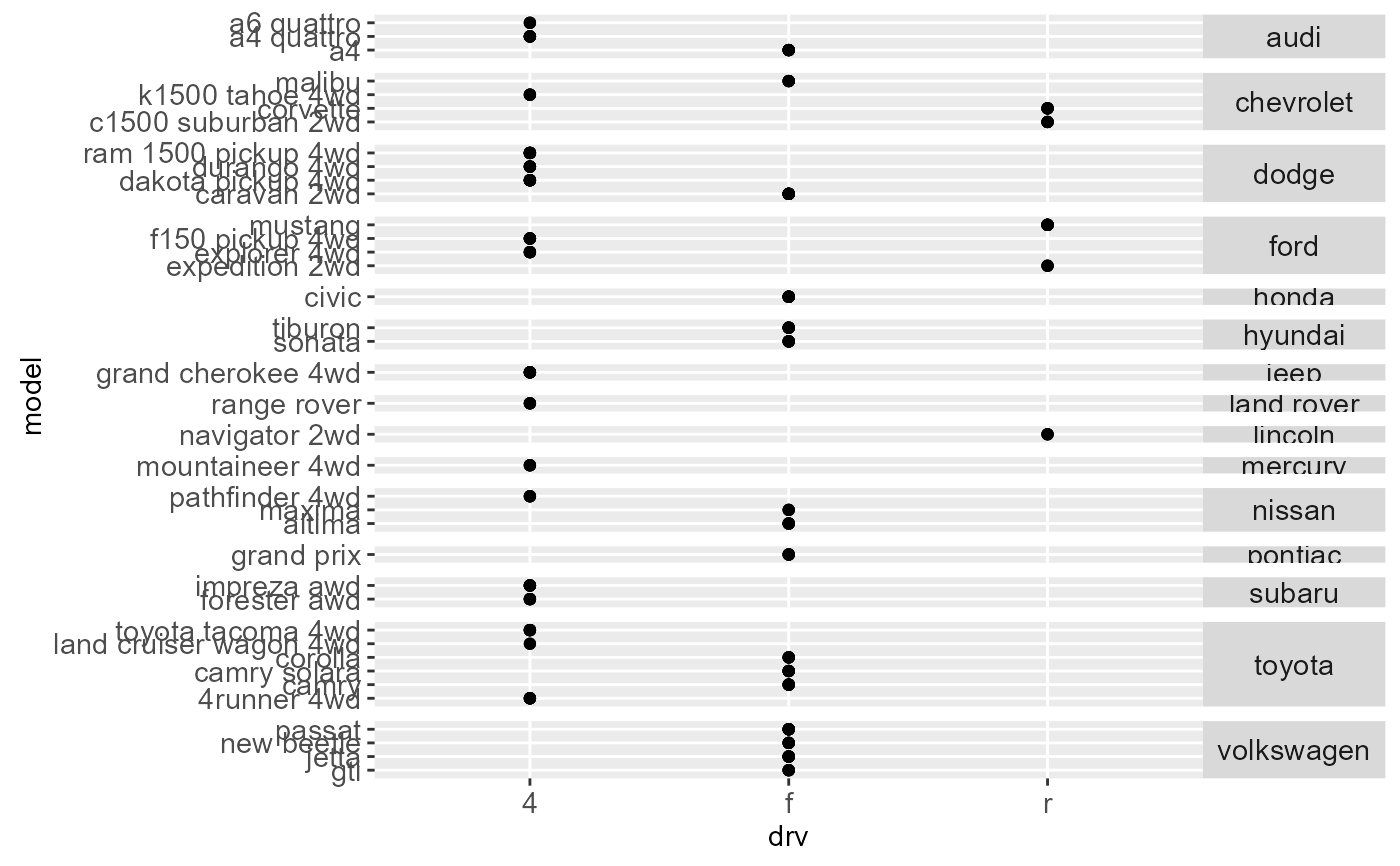 a6 quattro
a4 quattro
a4
audi
malibu
k1500 tahoe 4wd
corvette
c1500 suburban 2wd
chevrolet
ram 1500 pickup 4wd
durango 4wd
dakota pickup 4wd
caravan 2wd
dodge
mustang
f150 pickup 4wd
explorer 4wd
expedition 2wd
ford
civic
honda
tiburon
sonata
hyundai
grand cherokee 4wd
jeep
range rover
land rover
navigator 2wd
lincoln
mountaineer 4wd
mercury
pathfinder 4wd
maxima
altima
nissan
grand prix
pontiac
impreza awd
forester awd
subaru
toyota tacoma 4wd
land cruiser wagon 4wd
corolla
camry solara
camry
4runner 4wd
toyota
passat
new beetle
jetta
gti
volkswagen
model
4
f
r
drv